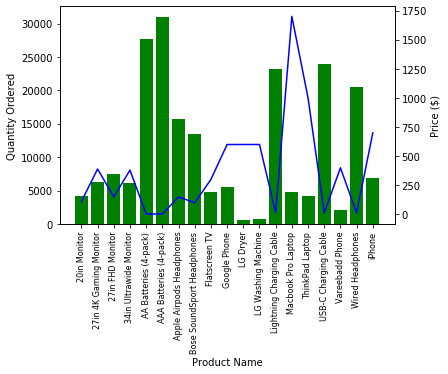 30000
25000
20000
15000
10000
5000
0
Quantity Ordered
1750
1500
1250
1000
750
500
250
0
Price ($)
20in Monitor
27in 4K Gaming Monitor
27in FHD Monitor
34in Ultrawide Monitor
AA Batteries (4-pack)
AAA Batteries (4-pack)
Apple Airpods Headphones
Bose SoundSport Headphones
Flatscreen TV
Google Phone
LG Dryer
LG Washing Machine
Lightning Charging Cable
Macbook Pro Laptop
ThinkPad Laptop
USB-C Charging Cable
Vareebadd Phone
Wired Headphones
iPhone
Product Name